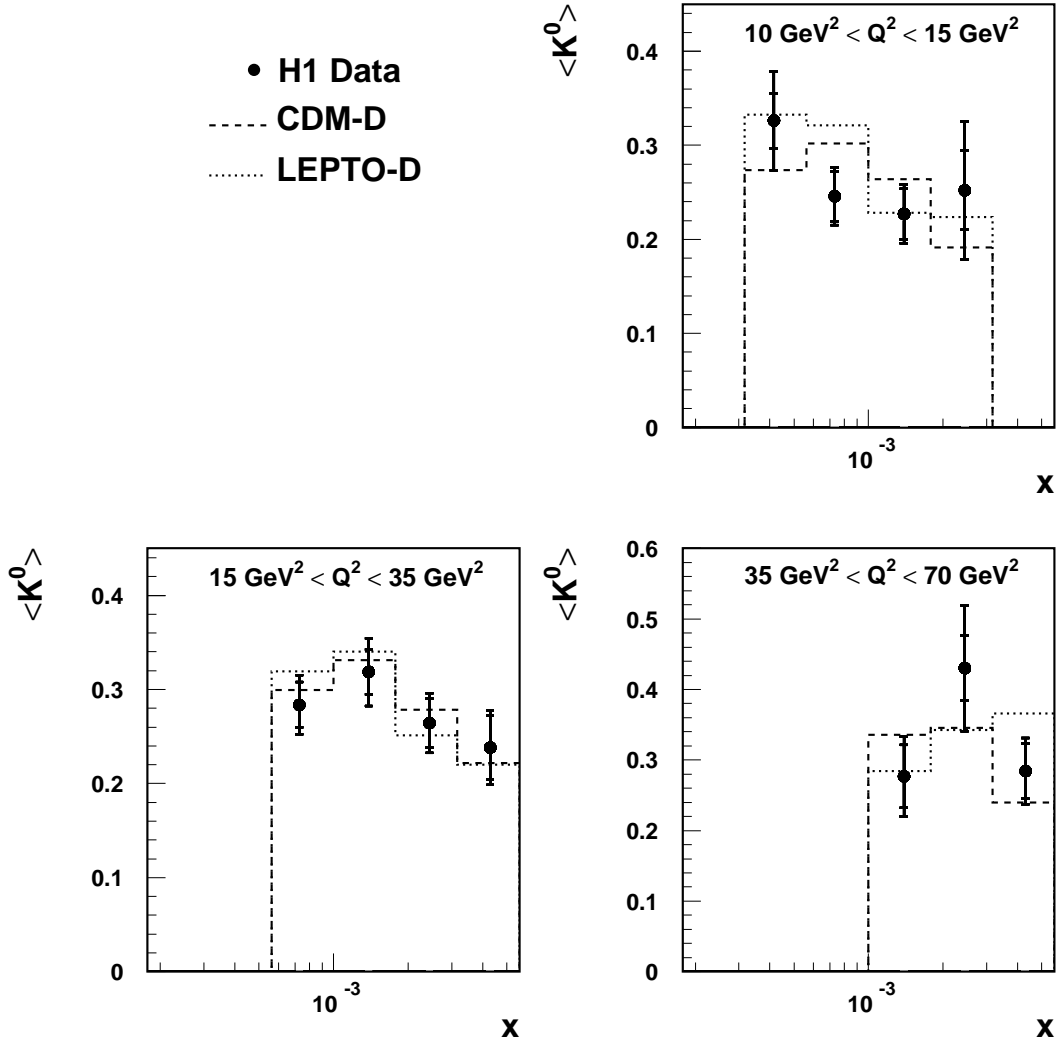 H1 Data
CDM-D
LEPTO-D
<K⁰>
10 GeV² < Q² < 15 GeV²
0.4
0.3
0.2
0.1
0
10⁻³
x
<K⁰>
15 GeV² < Q² < 35 GeV²
0.4
0.3
0.2
0.1
0
10⁻³
x
<K⁰>
35 GeV² < Q² < 70 GeV²
0.6
0.5
0.4
0.3
0.2
0.1
0
10⁻³
x